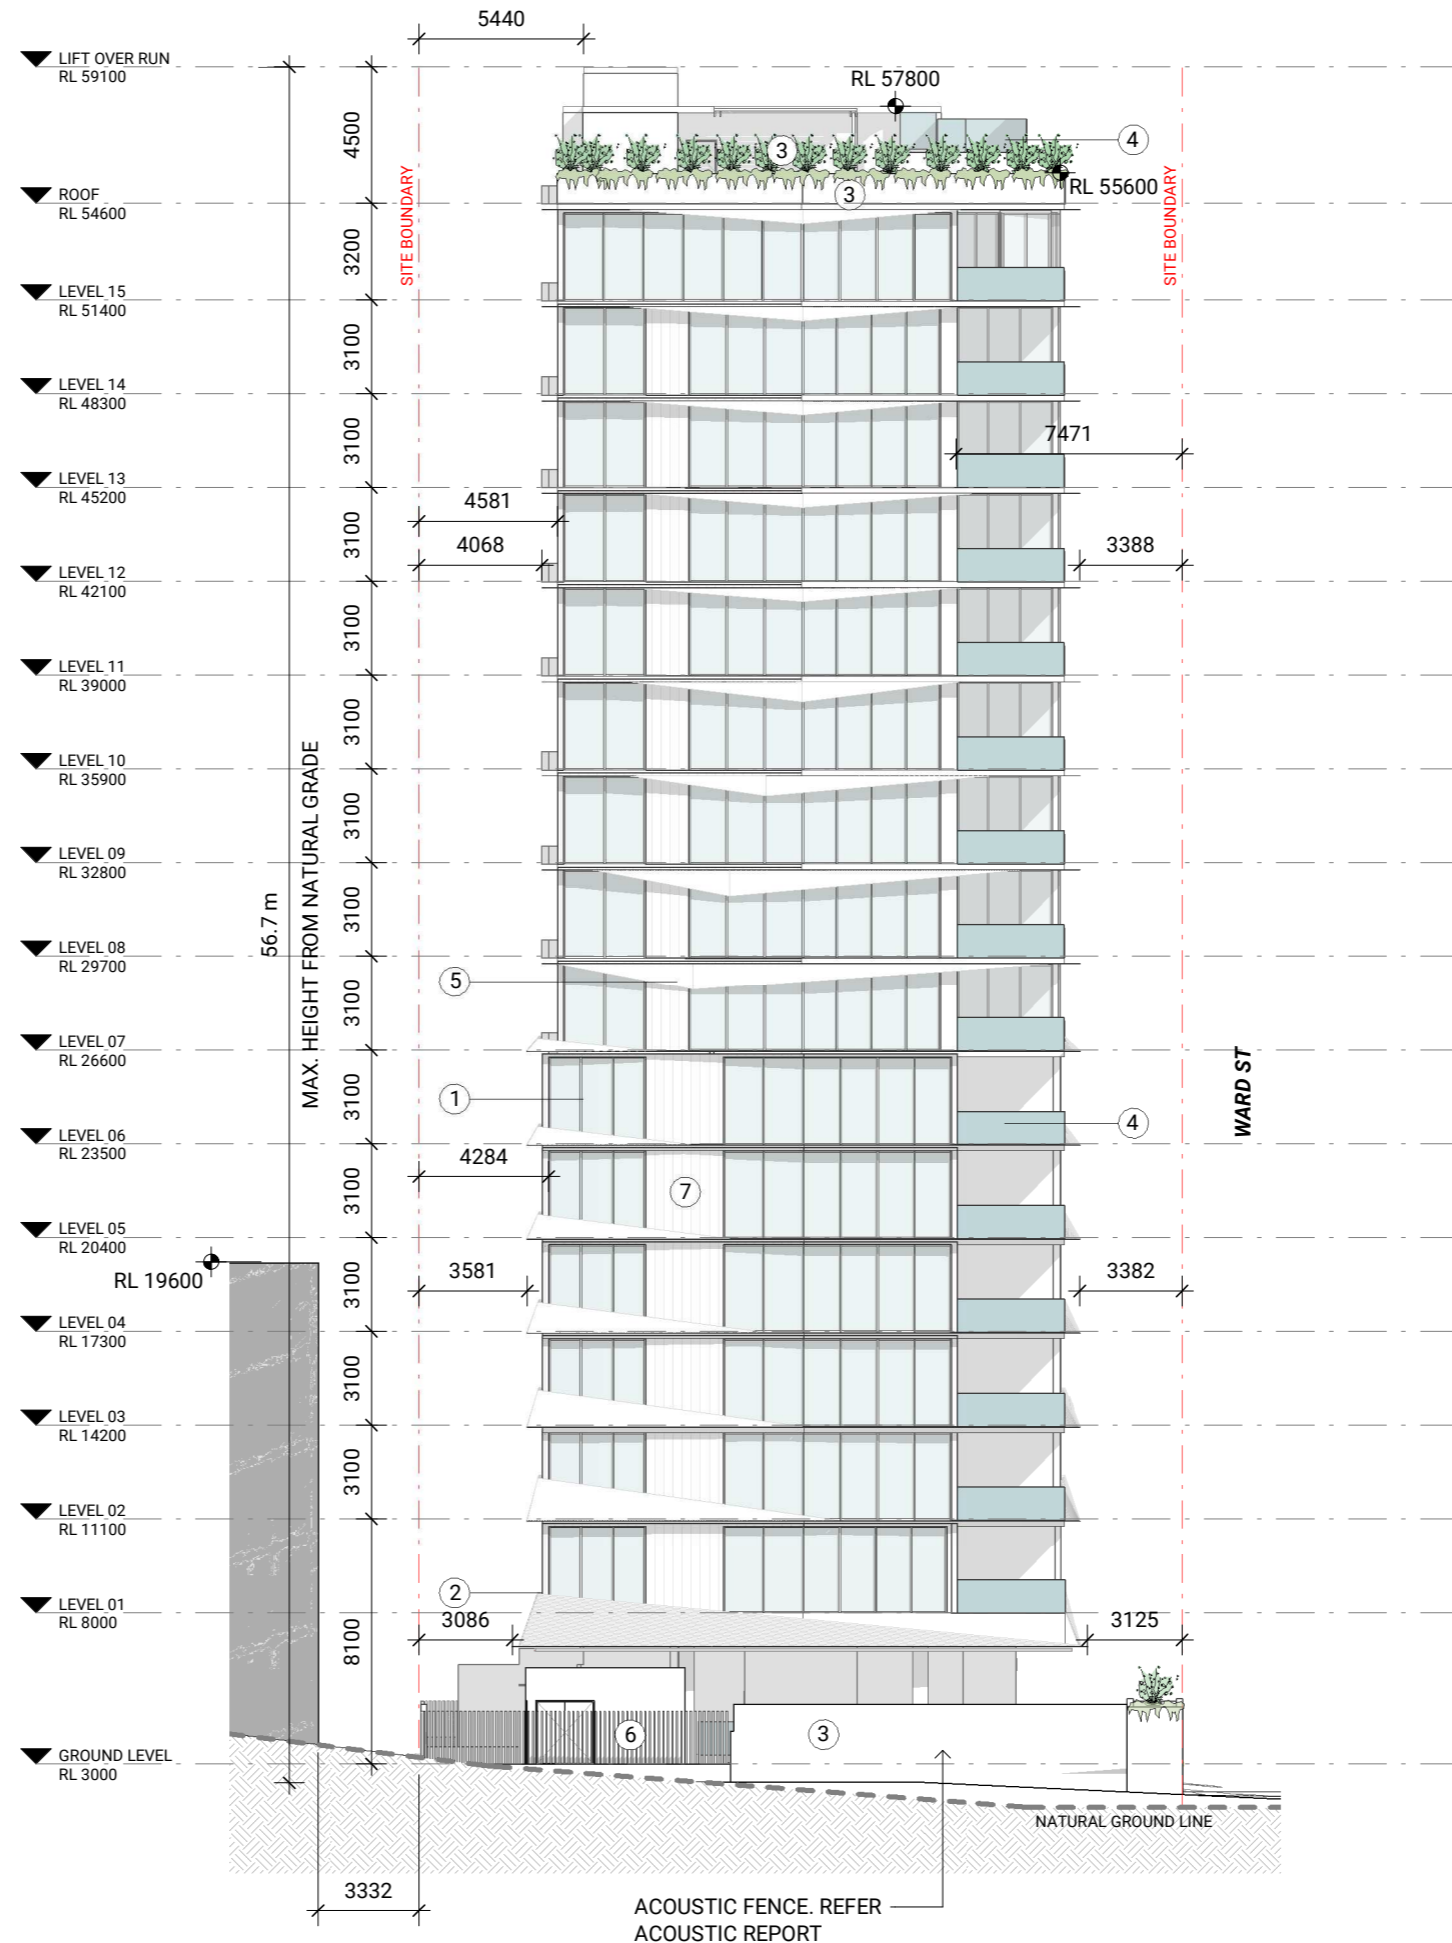 5440
LIFT OVER RUN
RL 59100
RL 57800
4500
4
3
SITE BOUNDARY
SITE BOUNDARY
ROOF
RL 54600
RL 55600
3
3200
LEVEL 15
RL 51400
3100
LEVEL 14
RL 48300
3100
7471
LEVEL 13
RL 45200
4581
3100
4068
3388
LEVEL 12
RL 42100
3100
LEVEL 11
RL 39000
3100
LEVEL 10
RL 35900
MAX. HEIGHT FROM NATURAL GRADE
56.7 m
3100
LEVEL 09
RL 32800
3100
LEVEL 08
RL 29700
5
3100
LEVEL 07
RL 26600
WARD ST
1
3100
4
LEVEL 06
RL 23500
4284
3100
7
LEVEL 05
RL 20400
RL 19600
3581
3100
3382
LEVEL 04
RL 17300
3100
LEVEL 03
RL 14200
3100
LEVEL 02
RL 11100
2
LEVEL 01
RL 8000
3086
3125
8100
6
3
GROUND LEVEL
RL 3000
NATURAL GROUND LINE
3332
ACOUSTIC FENCE. REFER
ACOUSTIC REPORT